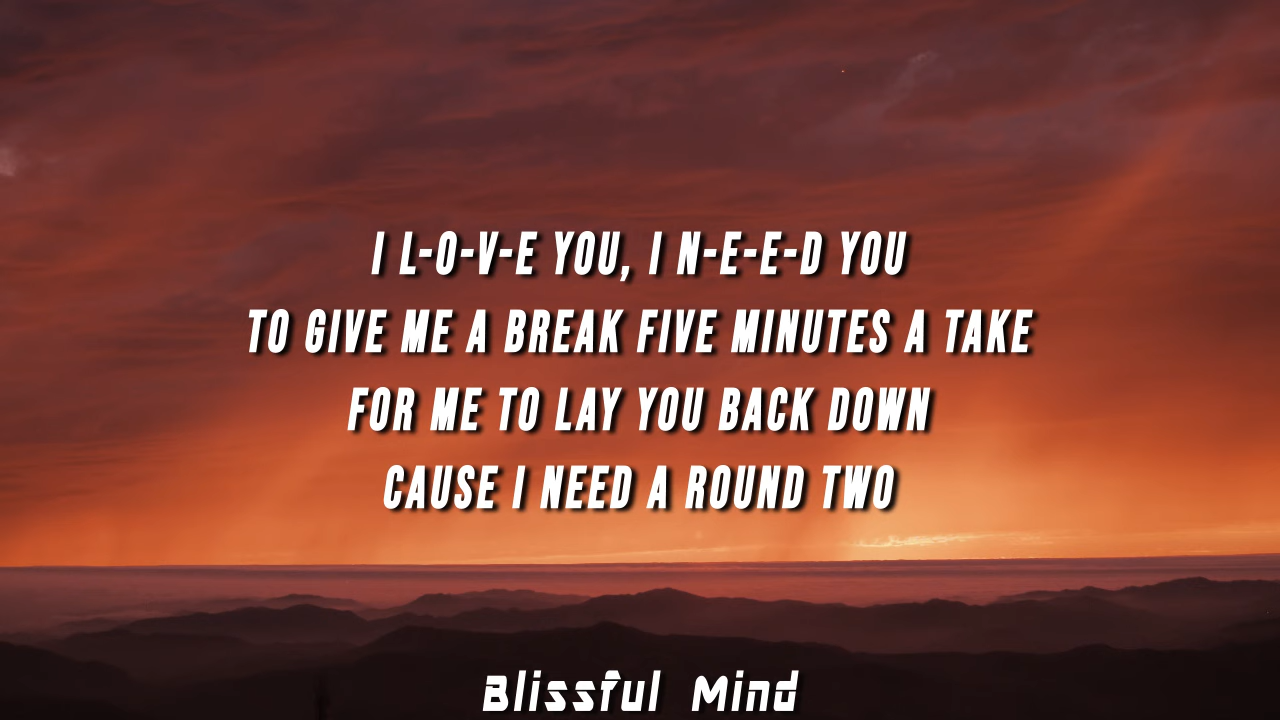 I L-O-V-E YOU, I N-E-E-D YOU
TO GIVE ME A BREAK FIVE MINUTES A TAKE
FOR ME TO LAY YOU BACK DOWN
CAUSE I NEED A ROUND TWO
Blissful Mind